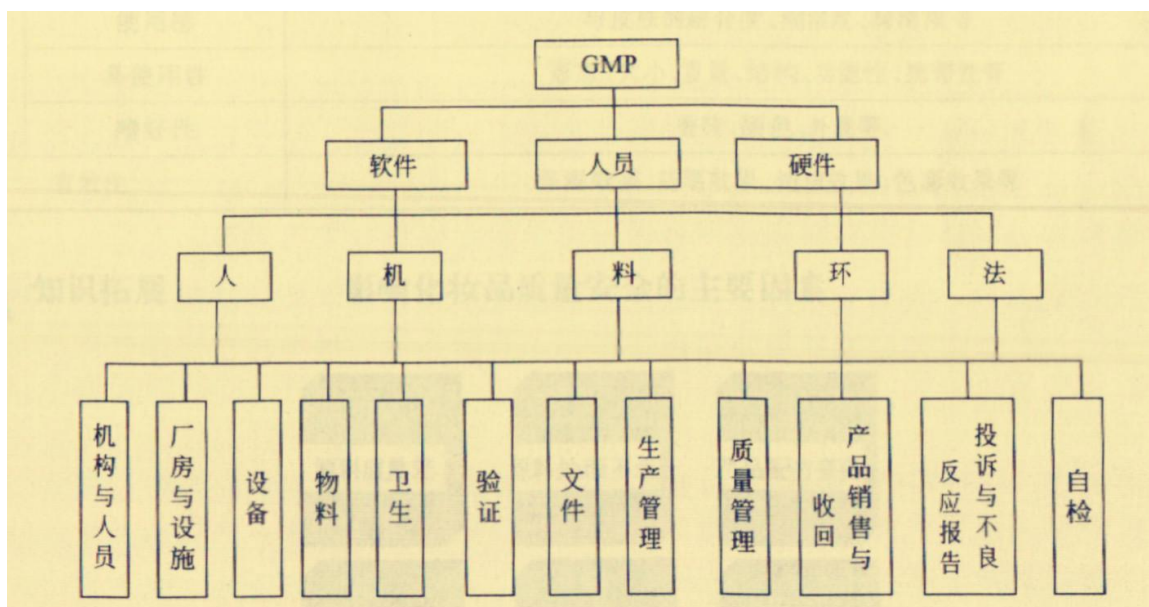 GMP
软件
人员
硬件
人
机
料
环
法
机构与人员
厂房与设施
设备
物料
卫生
验证
文件
生产管理
质量管理
产品销售与
收回
投诉与不良
反应报告
自检